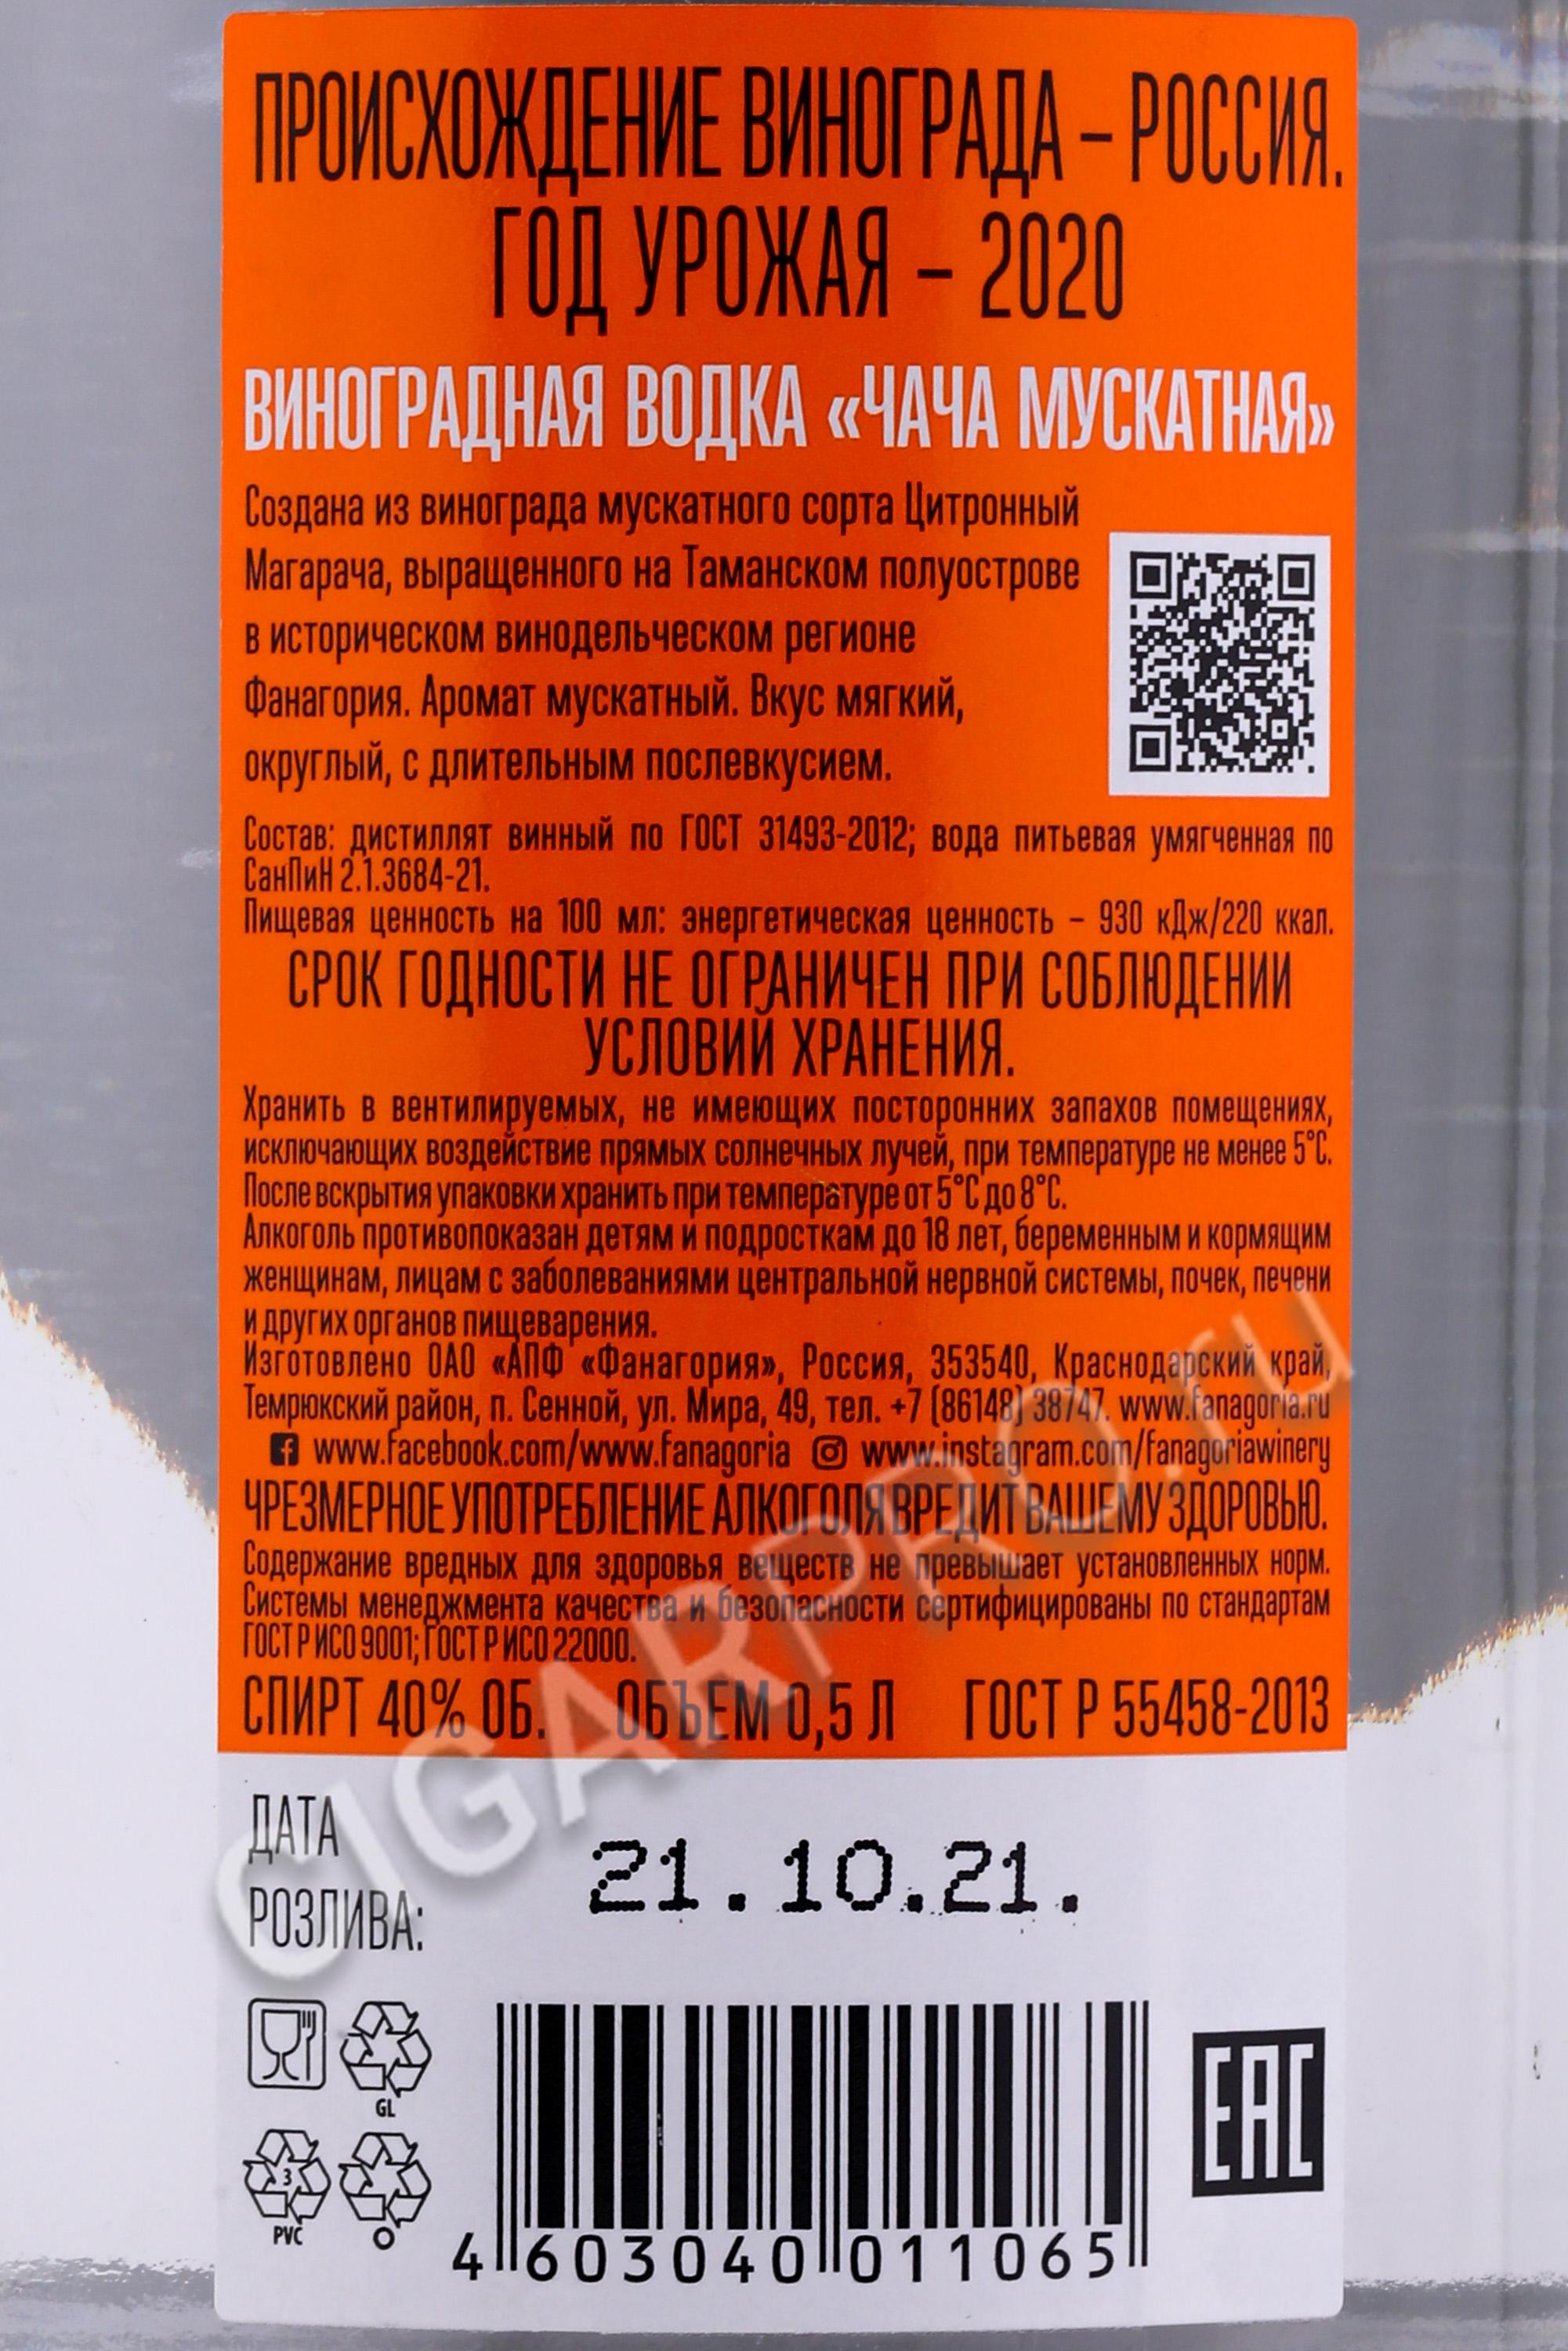 ПРОИСХОЖДЕНИЕ ВИНОГРАДА – РОССИЯ.
ГОД УРОЖАЯ – 2020
ВИНОГРАДНАЯ ВОДКА «ЧАЧА МУСКАТНАЯ»
Создана из винограда мускатного сорта Цитронный
Магарача, выращенного на Таманском полуострове
в историческом винодельческом регионе
Фанагория. Аромат мускатный. Вкус мягкий,
округлый, с длительным послевкусием.
Состав: дистиллят винный по ГОСТ 31493-2012; вода питьевая умягченная по
СанПиН 2.1.3684-21.
Пищевая ценность на 100 мл: энергетическая ценность – 930 кДж/220 ккал.
СРОК ГОДНОСТИ НЕ ОГРАНИЧЕН ПРИ СОБЛЮДЕНИИ
УСЛОВИЙ ХРАНЕНИЯ.
Хранить в вентилируемых, не имеющих посторонних запахов помещениях,
исключающих воздействие прямых солнечных лучей, при температуре не менее 5°С.
После вскрытия упаковки хранить при температуре от 5°С до 8°С.
Алкоголь противопоказан детям и подросткам до 18 лет, беременным и кормящим
женщинам, лицам с заболеваниями центральной нервной системы, почек, печени
и других органов пищеварения.
Изготовлено ОАО «АПФ «Фанагория», Россия, 353540, Краснодарский край,
Темрюкский район, п. Сенной, ул. Мира, 49, тел. +7 (86148) 38747. www.fanagoria.ru
www.facebook.com/www.fanagoria www.instagram.com/fanagoriawinery
ЧРЕЗМЕРНОЕ УПОТРЕБЛЕНИЕ АЛКОГОЛЯ ВРЕДИТ ВАШЕМУ ЗДОРОВЬЮ.
Содержание вредных для здоровья веществ не превышает установленных норм.
Системы менеджмента качества и безопасности сертифицированы по стандартам
ГОСТ Р ИСО 9001; ГОСТ Р ИСО 22000.
СПИРТ 40% ОБ. ОБЪЕМ 0,5 Л ГОСТ Р 55458-2013
CIGARPRO.ru
ДАТА
РОЗЛИВА:
21.10.21.
GL
3
PVC
EAC
4 603040 011065